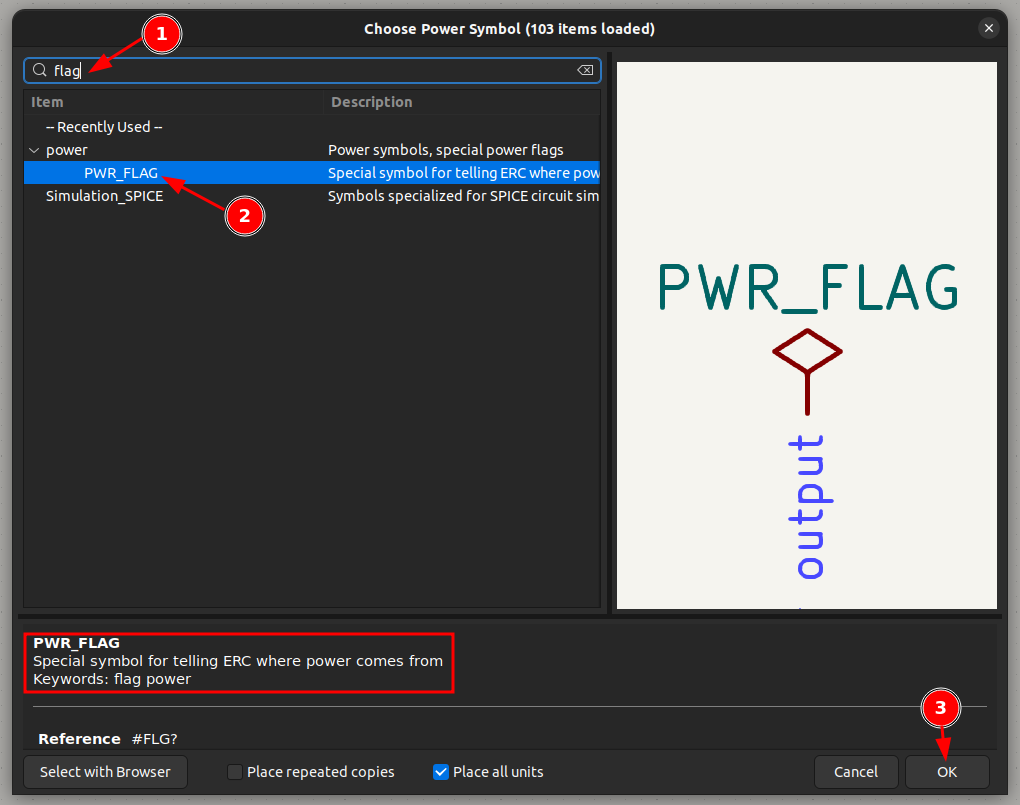 Choose Power Symbol (103 items loaded)
1
flag
Item Description
-- Recently Used --
power Power symbols, special power flags
PWR_FLAG Special symbol for telling ERC where pow
Simulation_SPICE Symbols specialized for SPICE circuit sim
2
PWR_FLAG
output
PWR_FLAG
Special symbol for telling ERC where power comes from
Keywords: flag power
3
Reference #FLG?
Select with Browser Place repeated copies Place all units Cancel OK